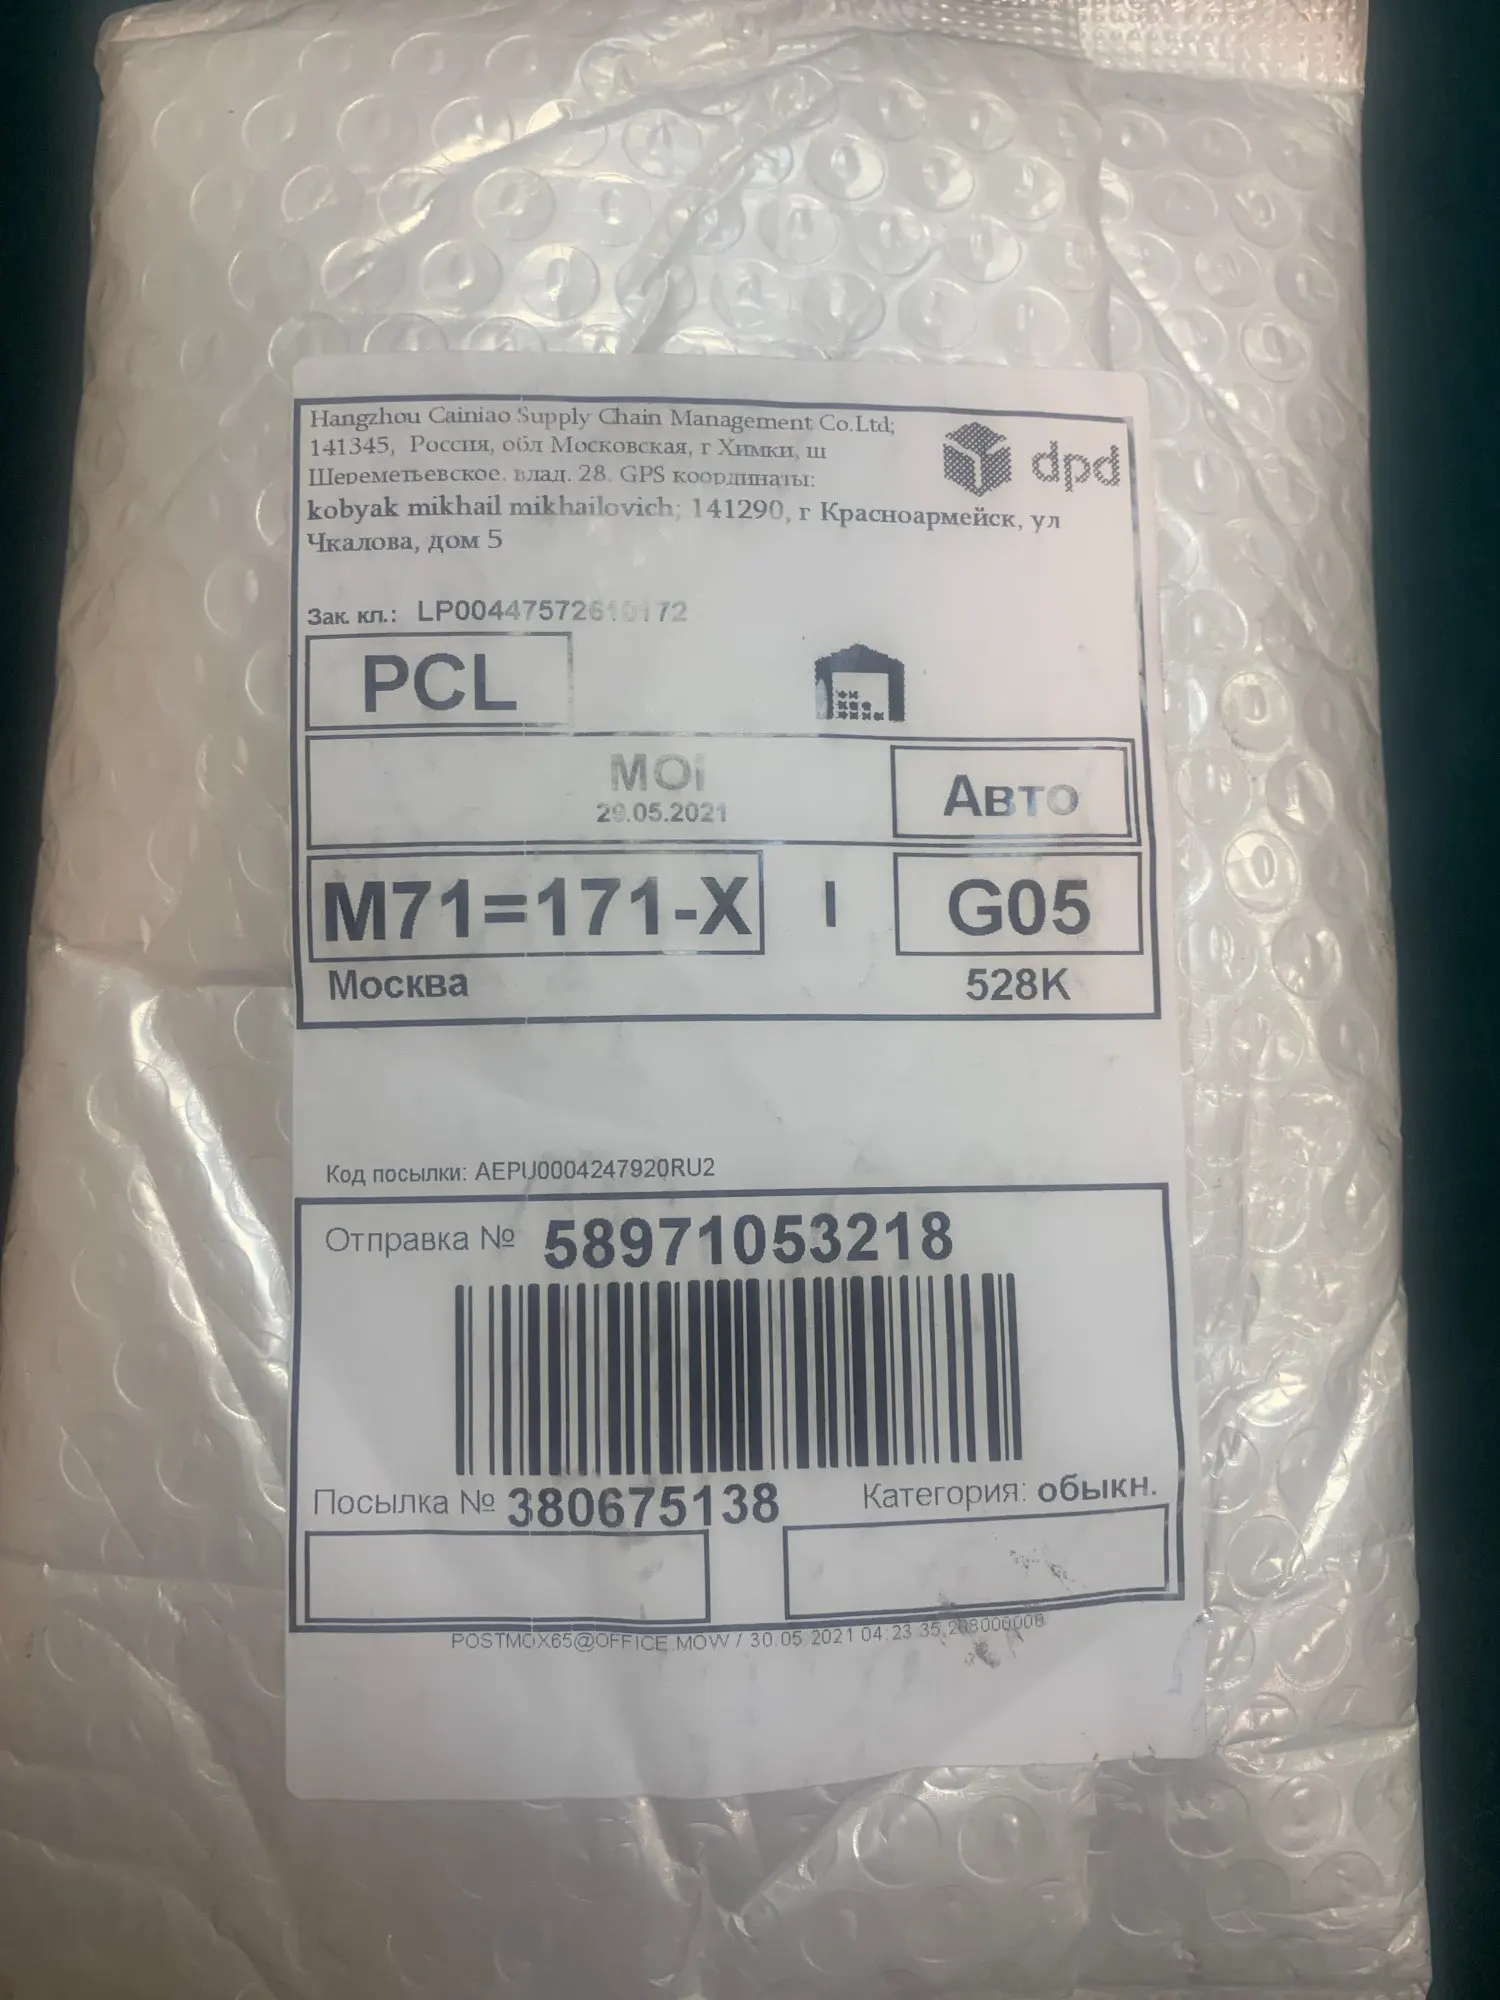 Hangzhou Cainiao Supply Chain Management Co.Ltd;
141345, Россия, обл Московская, г Химки, ш
Шереметьевское, влад. 28. GPS координаты:
kobyak mikhail mikhailovich; 141290, г Красноармейск, ул
Чкалова, дом 5
dpd
Зак. кл.: LP00447572610172
PCL
29.05.2021
Авто
M71=171-X I G05
Москва 528K
Код посылки: AEPU0004247920RU2
Отправка № 58971053218
Посылка № 380675138 Категория: обыкн.
POSTMOX65@OFFICE.MOW / 30.05.2021 04:23:35,208000000